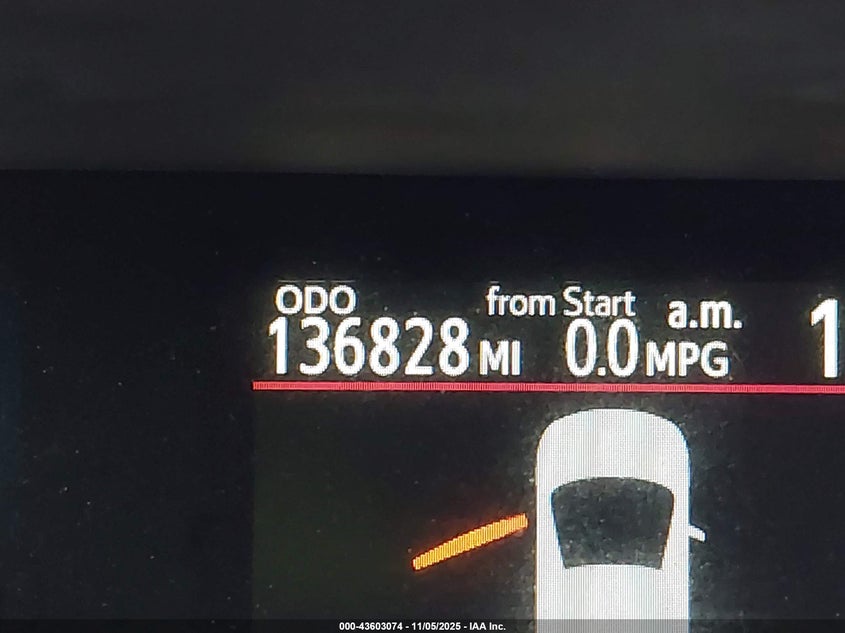 ODO from Start a.m.
136828 MI 0.0 MPG 1
000-43603074 - 11/05/2025 - IAA Inc.